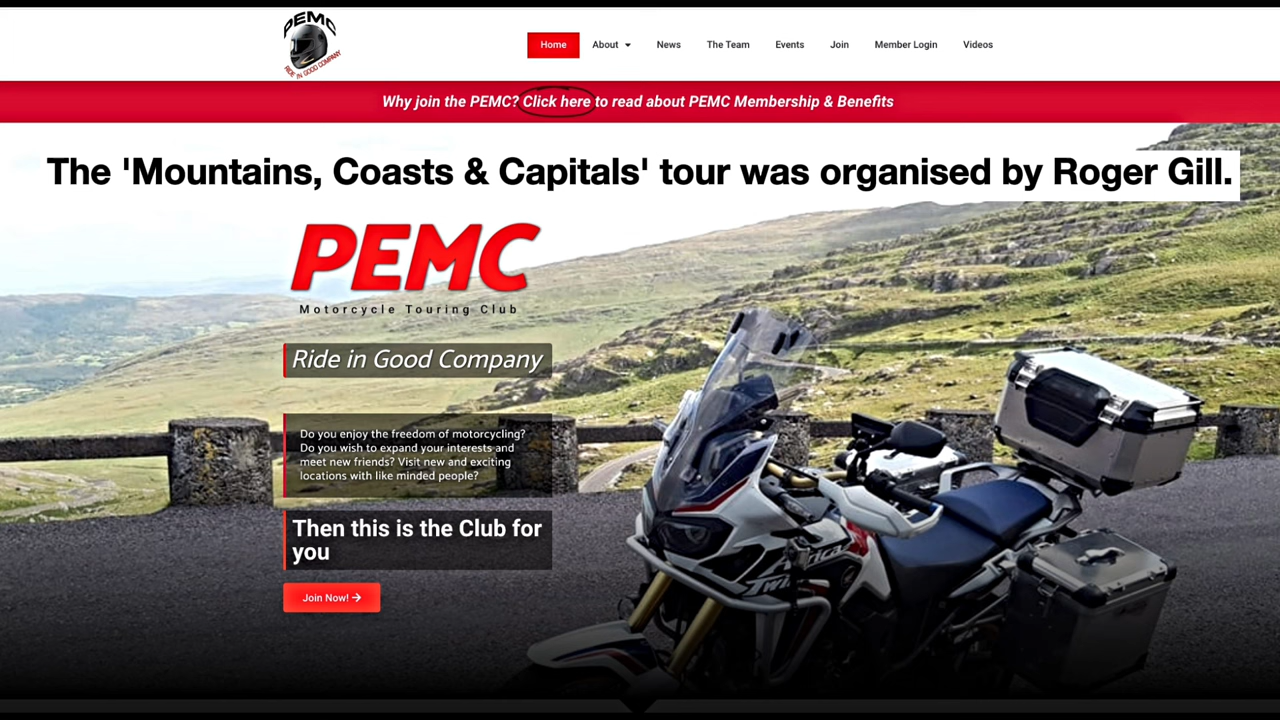 PEMC
RIDE IN GOOD COMPANY
Home About News The Team Events Join Member Login Videos
Why join the PEMC? Click here to read about PEMC Membership & Benefits
The 'Mountains, Coasts & Capitals' tour was organised by Roger Gill.
PEMC
Motorcycle Touring Club
Ride in Good Company
Do you enjoy the freedom of motorcycling?
Do you wish to expand your interests and
meet new friends? Visit new and exciting
locations with like minded people?
Then this is the Club for
you
Join Now!
Africa
Twin